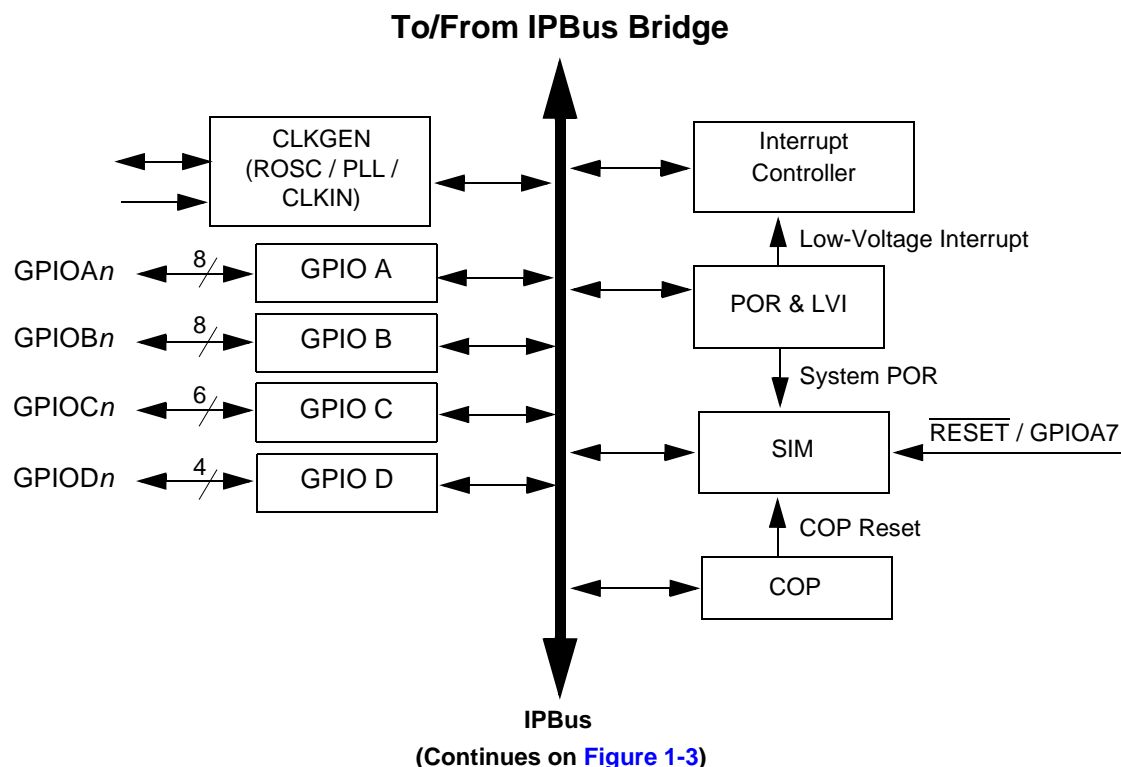 To/From IPBus Bridge
CLKGEN
(ROSC / PLL /
CLKIN)
GPIOAn
8
GPIO A
GPIOBn
8
GPIO B
GPIOCn
6
GPIO C
GPIODn
4
GPIO D
Interrupt
Controller
Low-Voltage Interrupt
POR & LVI
System POR
SIM
RESET / GPIOA7
COP Reset
COP
IPBus
(Continues on Figure 1-3)